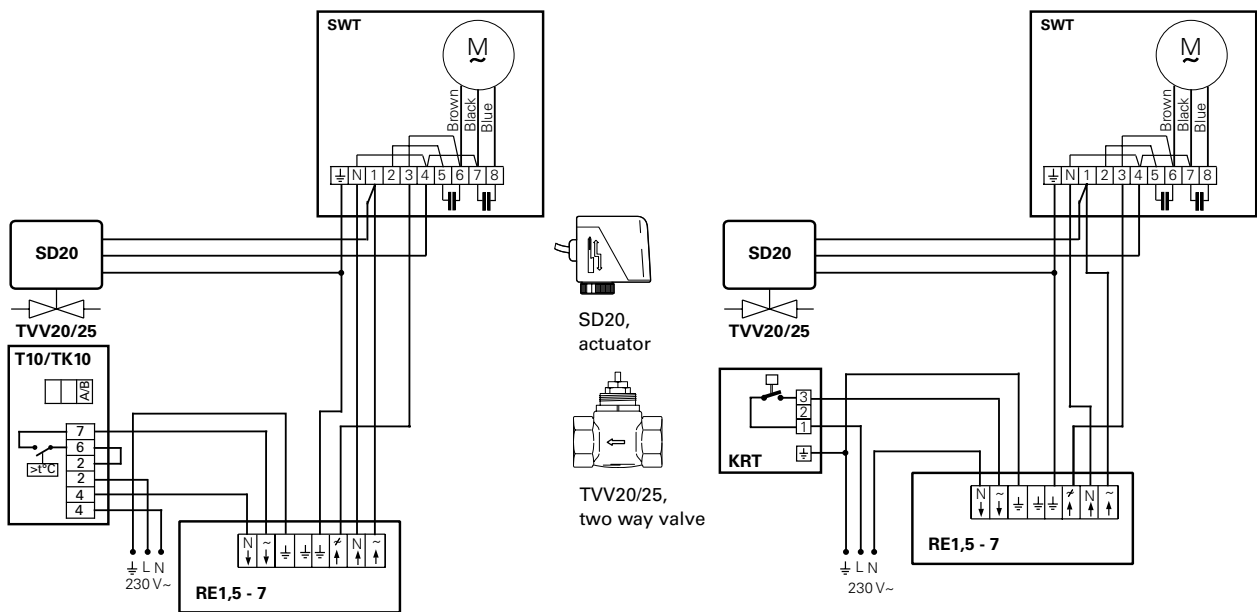 SWT
M
~
Brown
Black
Blue
⏚ N 1 2 3 4 5 6 7 8
SD20
TVV20/25
T10/TK10
A/B
7
6
2
2
4
4
>t°C
⏚ L N
230 V~
N ~ ⏚ ⏚ ⏚ ≁ N ~
RE1,5 - 7
SD20,
actuator
TVV20/25,
two way valve
SWT
M
~
Brown
Black
Blue
⏚ N 1 2 3 4 5 6 7 8
SD20
TVV20/25
3
2
1
⏚
KRT
⏚ L N
230 V~
N ~ ⏚ ⏚ ⏚ ≁ N ~
RE1,5 - 7